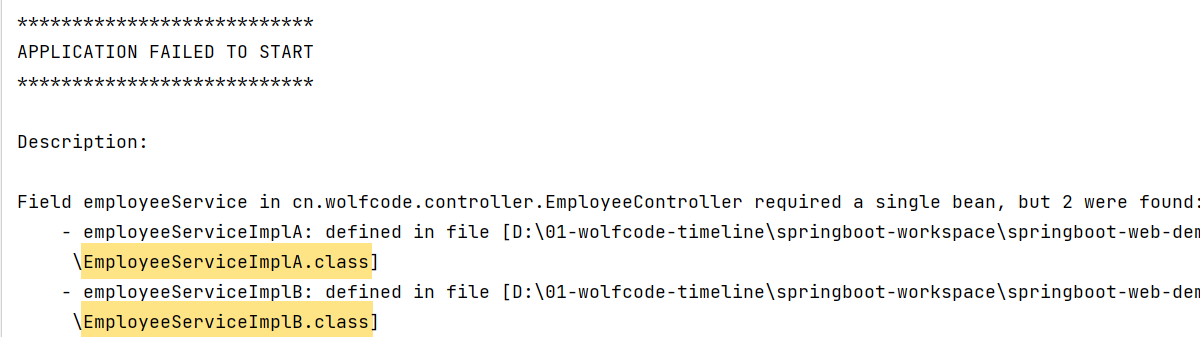 ***************************
APPLICATION FAILED TO START
***************************
Description:
Field employeeService in cn.wolfcode.controller.EmployeeController required a single bean, but 2 were found:
- employeeServiceImplA: defined in file [D:\01-wolfcode-timeline\springboot-workspace\springboot-web-dem
\EmployeeServiceImplA.class]
- employeeServiceImplB: defined in file [D:\01-wolfcode-timeline\springboot-workspace\springboot-web-dem
\EmployeeServiceImplB.class]